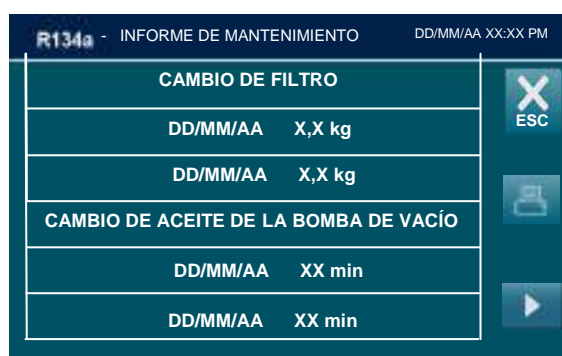 R134a - INFORME DE MANTENIMIENTO DD/MM/AA XX:XX PM
CAMBIO DE FILTRO
ESC
DD/MM/AA X,X kg
DD/MM/AA X,X kg
CAMBIO DE ACEITE DE LA BOMBA DE VACÍO
DD/MM/AA XX min
DD/MM/AA XX min